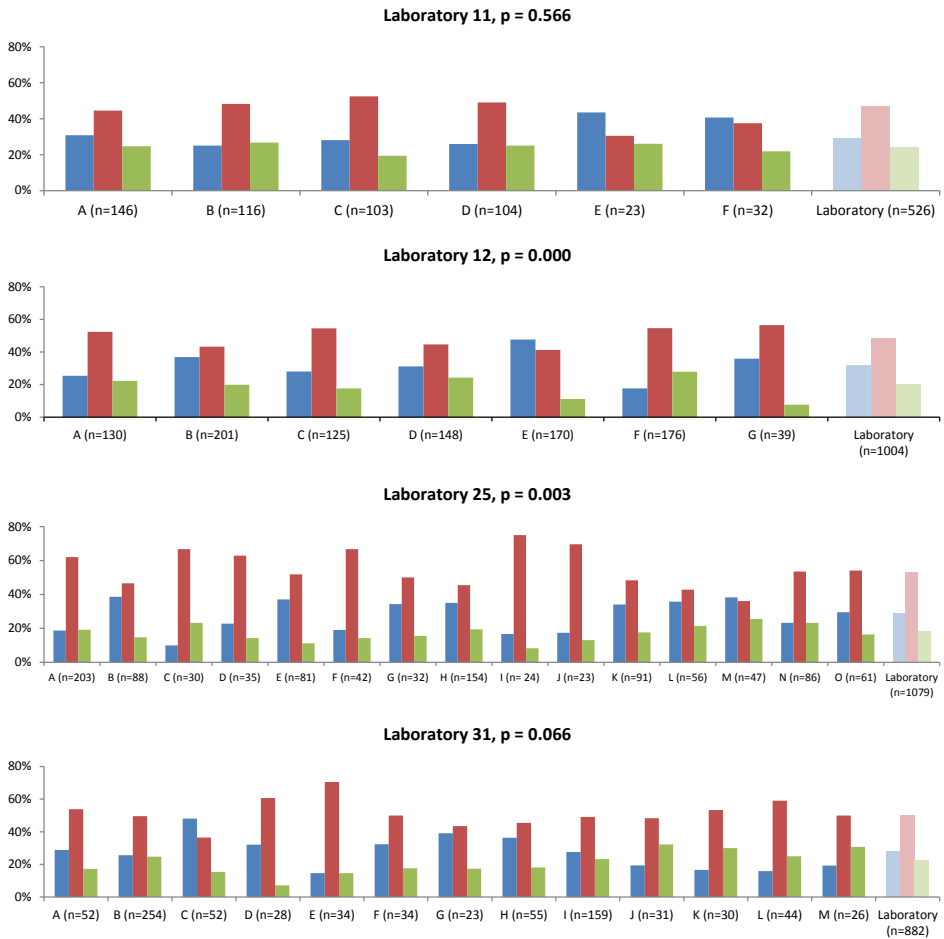 Laboratory 11, p = 0.566
80%
60%
40%
20%
0%
A (n=146) B (n=116) C (n=103) D (n=104) E (n=23) F (n=32) Laboratory (n=526)
Laboratory 12, p = 0.000
80%
60%
40%
20%
0%
A (n=130) B (n=201) C (n=125) D (n=148) E (n=170) F (n=176) G (n=39) Laboratory
(n=1004)
Laboratory 25, p = 0.003
80%
60%
40%
20%
0%
A (n=203) B (n=88) C (n=30) D (n=35) E (n=81) F (n=42) G (n=32) H (n=154) I (n= 24) J (n=23) K (n=91) L (n=56) M (n=47) N (n=86) O (n=61) Laboratory
(n=1079)
Laboratory 31, p = 0.066
80%
60%
40%
20%
0%
A (n=52) B (n=254) C (n=52) D (n=28) E (n=34) F (n=34) G (n=23) H (n=55) I (n=159) J (n=31) K (n=30) L (n=44) M (n=26) Laboratory
(n=882)